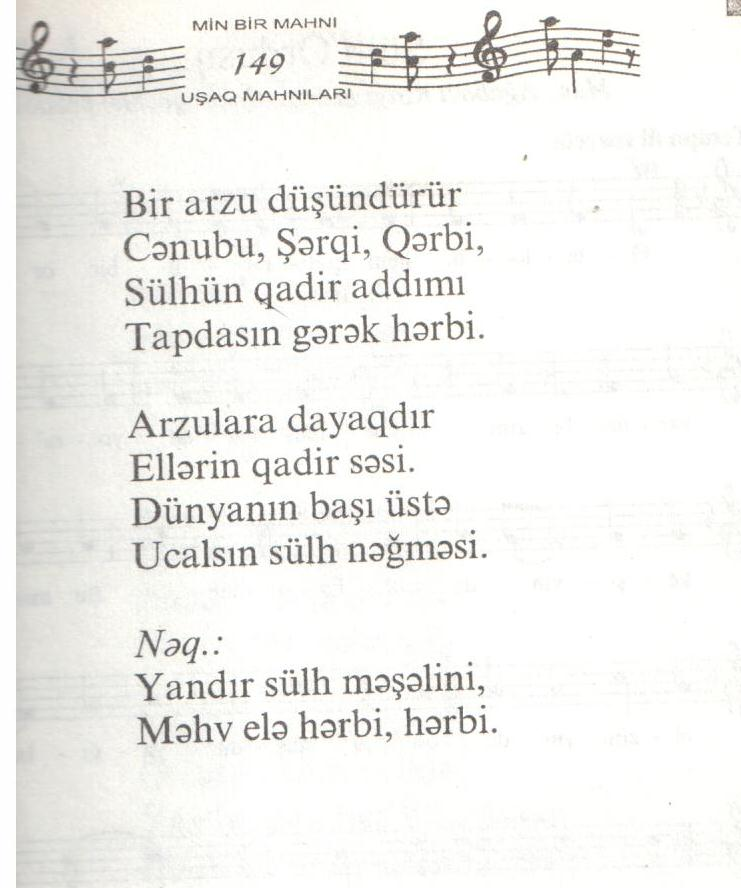 MİN BİR MAHNI
149
UŞAQ MAHNILARI
Bir arzu düşündürür
Cənubu, Şərqi, Qərbi,
Sülhün qadir addımı
Tapdasın gərək hərbi.
Arzulara dayaqdır
Ellərin qadir səsi.
Dünyanın başı üstə
Ucalsın sülh nəğməsi.
Nəq.:
Yandır sülh məşəlini,
Məhv elə hərbi, hərbi.